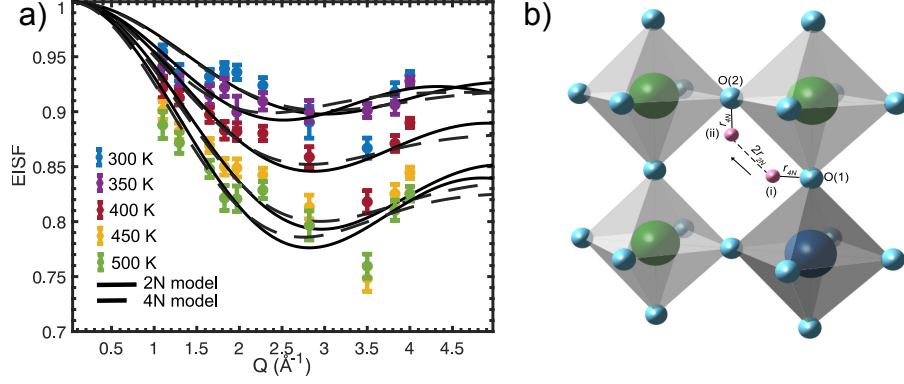 a)
1
0.95
0.9
0.85
0.8
0.75
0.7
EISF
300 K
350 K
400 K
450 K
500 K
2N model
4N model
0.5 1 1.5 2 2.5 3 3.5 4 4.5
Q (Å⁻¹)
b)
O(2)
r4N
(ii)
2r2N
r4N
O(1)
(i)